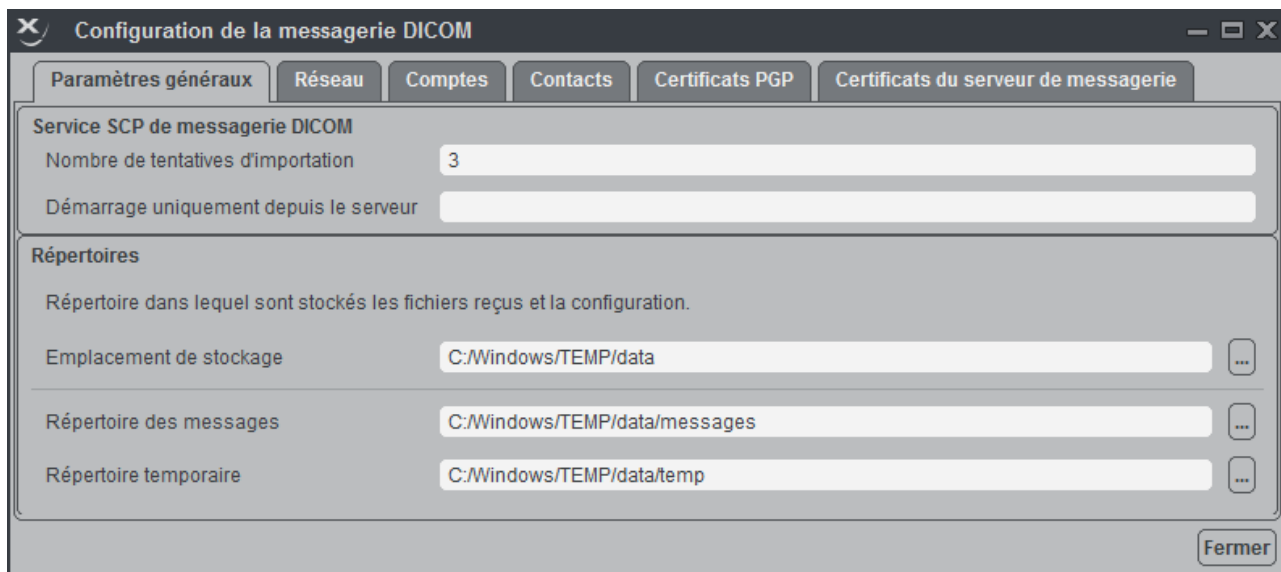 Configuration de la messagerie DICOM
Paramètres généraux Réseau Comptes Contacts Certificats PGP Certificats du serveur de messagerie
Service SCP de messagerie DICOM
Nombre de tentatives d'importation 3
Démarrage uniquement depuis le serveur
Répertoires
Répertoire dans lequel sont stockés les fichiers reçus et la configuration.
Emplacement de stockage C:/Windows/TEMP/data ...
Répertoire des messages C:/Windows/TEMP/data/messages ...
Répertoire temporaire C:/Windows/TEMP/data/temp ...
Fermer